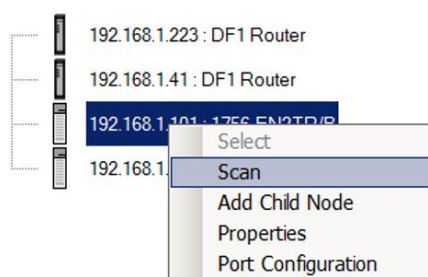 192.168.1.223 : DF1 Router
192.168.1.41 : DF1 Router
192.168.1.101 : 1756-EN2TR/B
Select
192.168.1.
Scan
Add Child Node
Properties
Port Configuration